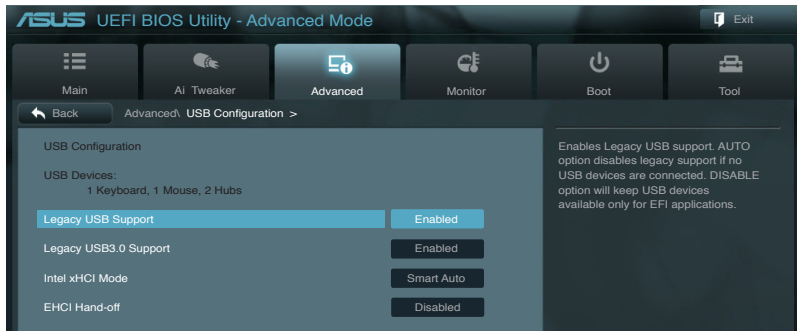 ASUS UEFI BIOS Utility - Advanced Mode
Exit
Main
Ai Tweaker
Advanced
Monitor
Boot
Tool
Back
Advanced\ USB Configuration >
USB Configuration
USB Devices:
1 Keyboard, 1 Mouse, 2 Hubs
Legacy USB Support Enabled
Legacy USB3.0 Support Enabled
Intel xHCI Mode Smart Auto
EHCI Hand-off Disabled
Enables Legacy USB support. AUTO
option disables legacy support if no
USB devices are connected. DISABLE
option will keep USB devices
available only for EFI applications.